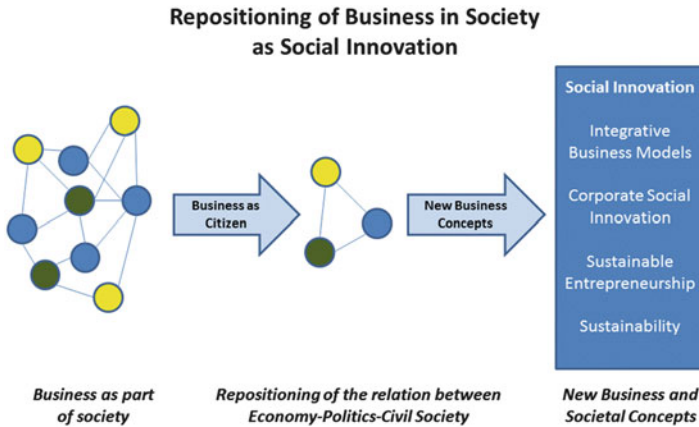 Repositioning of Business in Society
as Social Innovation
Business as
Citizen
New Business
Concepts
Social Innovation
Integrative
Business Models
Corporate Social
Innovation
Sustainable
Entrepreneurship
Sustainability
Business as part
of society
Repositioning of the relation between
Economy-Politics-Civil Society
New Business and
Societal Concepts